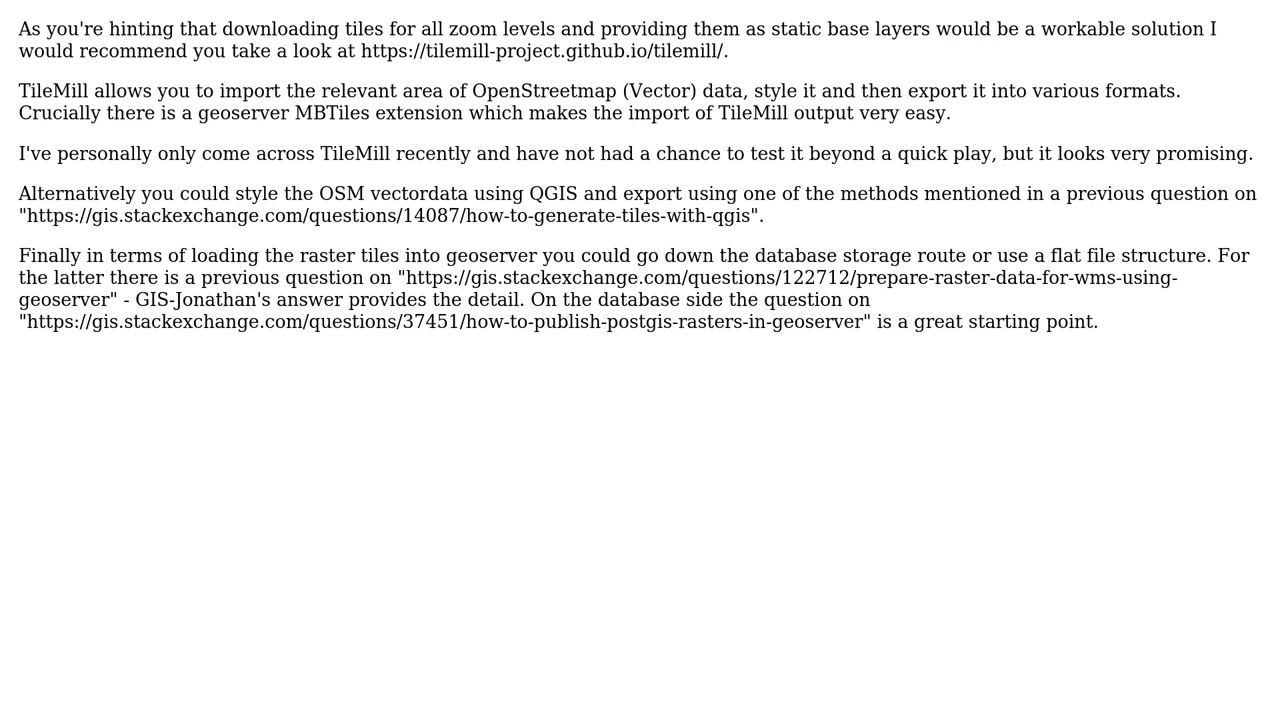 As you're hinting that downloading tiles for all zoom levels and providing them as static base layers would be a workable solution I
would recommend you take a look at https://tilemill-project.github.io/tilemill/.
TileMill allows you to import the relevant area of OpenStreetmap (Vector) data, style it and then export it into various formats.
Crucially there is a geoserver MBTiles extension which makes the import of TileMill output very easy.
I've personally only come across TileMill recently and have not had a chance to test it beyond a quick play, but it looks very promising.
Alternatively you could style the OSM vectordata using QGIS and export using one of the methods mentioned in a previous question on
"https://gis.stackexchange.com/questions/14087/how-to-generate-tiles-with-qgis".
Finally in terms of loading the raster tiles into geoserver you could go down the database storage route or use a flat file structure. For
the latter there is a previous question on "https://gis.stackexchange.com/questions/122712/prepare-raster-data-for-wms-using-
geoserver" - GIS-Jonathan's answer provides the detail. On the database side the question on
"https://gis.stackexchange.com/questions/37451/how-to-publish-postgis-rasters-in-geoserver" is a great starting point.